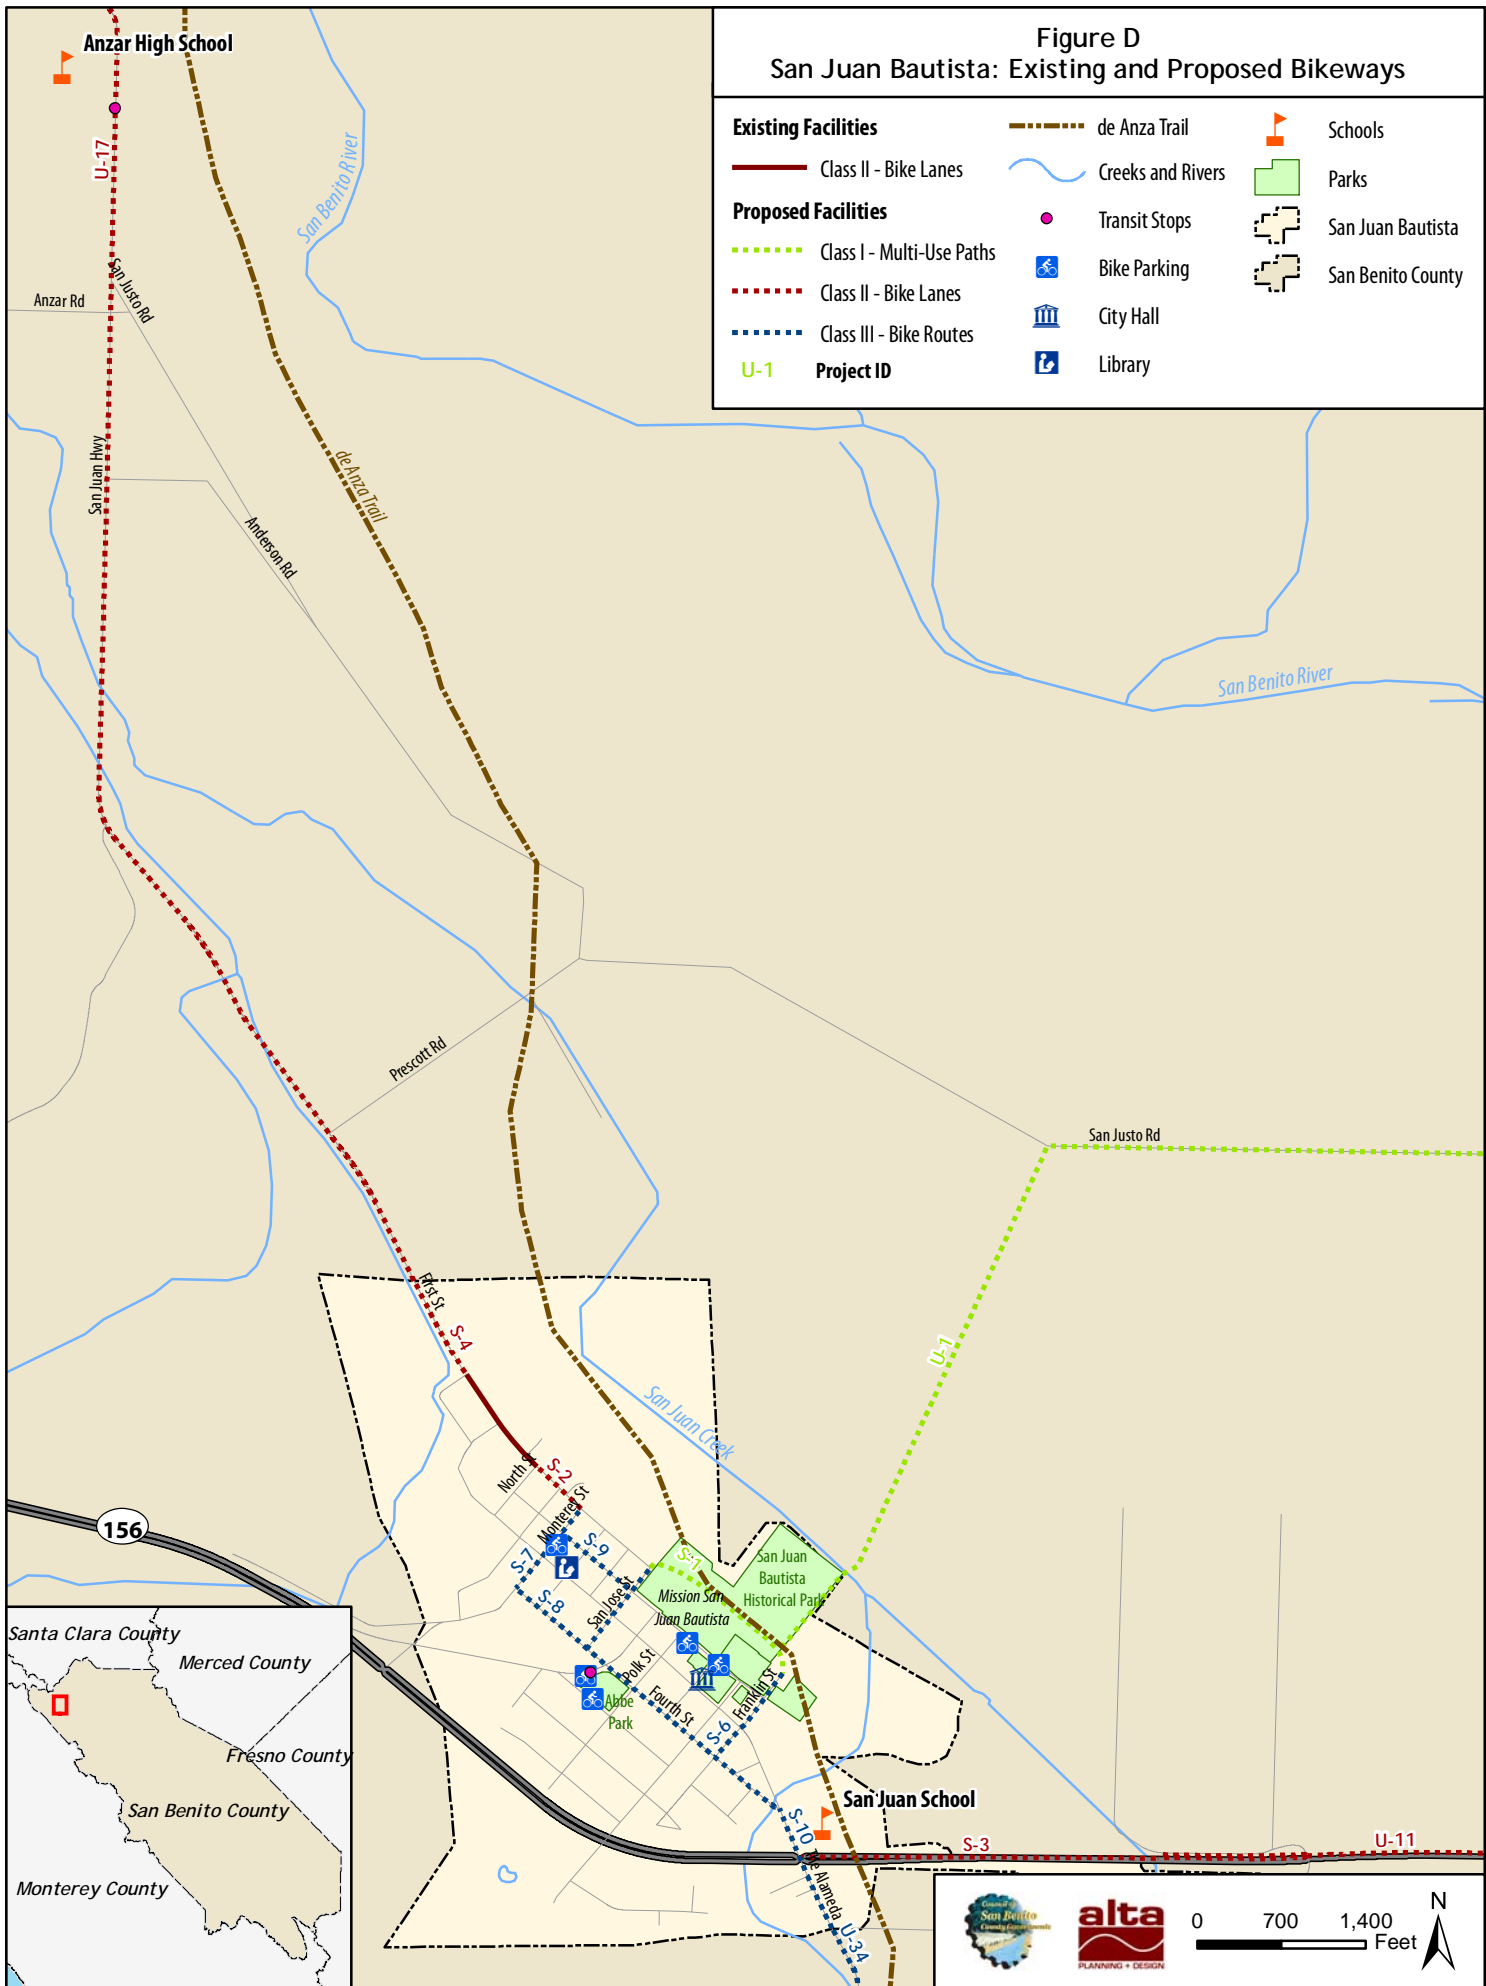 Figure D
San Juan Bautista: Existing and Proposed Bikeways
Existing Facilities
Class II - Bike Lanes
Proposed Facilities
Class I - Multi-Use Paths
Class II - Bike Lanes
Class III - Bike Routes
U-1 Project ID
de Anza Trail
Creeks and Rivers
Transit Stops
Bike Parking
City Hall
Library
Schools
Parks
San Juan Bautista
San Benito County
Anzar High School
U-17
San Benito River
San Justo Rd
Anzar Rd
San Juan Hwy
de Anza Trail
Anderson Rd
San Benito River
Prescott Rd
San Justo Rd
First St
S-4
U-1
San Juan Creek
North St
S-2
Monterey St
156
S-9
S-7
S-1
San Juan
Bautista
Historical Park
S-8
San Jose St
Mission San
Juan Bautista
Polk St
Fourth St
Franklin St
Abbe
Park
S-6
San Juan School
S-10
S-3
U-11
The Alameda
U-34
Santa Clara County
Merced County
Fresno County
San Benito County
Monterey County
Council of
San Benito
County Governments
alta
PLANNING + DESIGN
0 700 1,400
Feet
N